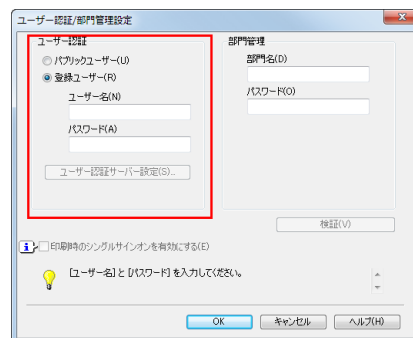 ユーザー認証/部門管理設定
ユーザー認証
パブリックユーザー(U)
登録ユーザー(R)
ユーザー名(N)
パスワード(A)
ユーザー認証サーバー設定(S)...
部門管理
部門名(D)
パスワード(O)
検証(V)
印刷時のシングルサインオンを有効にする(E)
[ユーザー名] と [パスワード] を入力してください。
OK
キャンセル
ヘルプ(H)